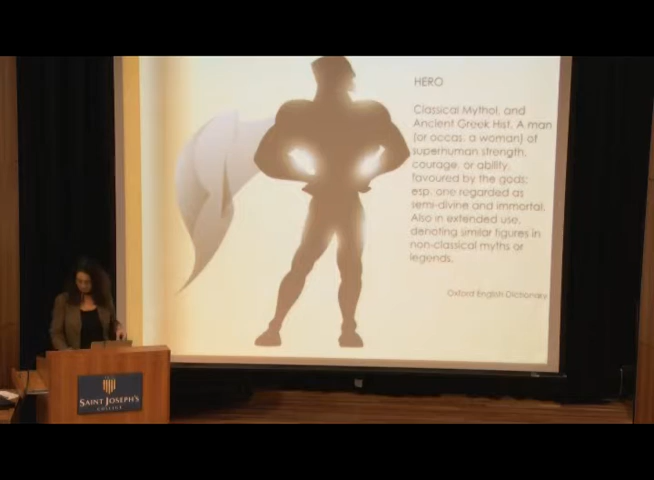 HERO
Classical Mythol. and
Ancient Greek Hist. A man
(or occas. a woman) of
superhuman strength,
courage, or ability,
favoured by the gods;
esp. one regarded as
semi-divine and immortal.
Also in extended use,
denoting similar figures in
non-classical myths or
legends.
Oxford English Dictionary
SAINT JOSEPH'S
COLLEGE